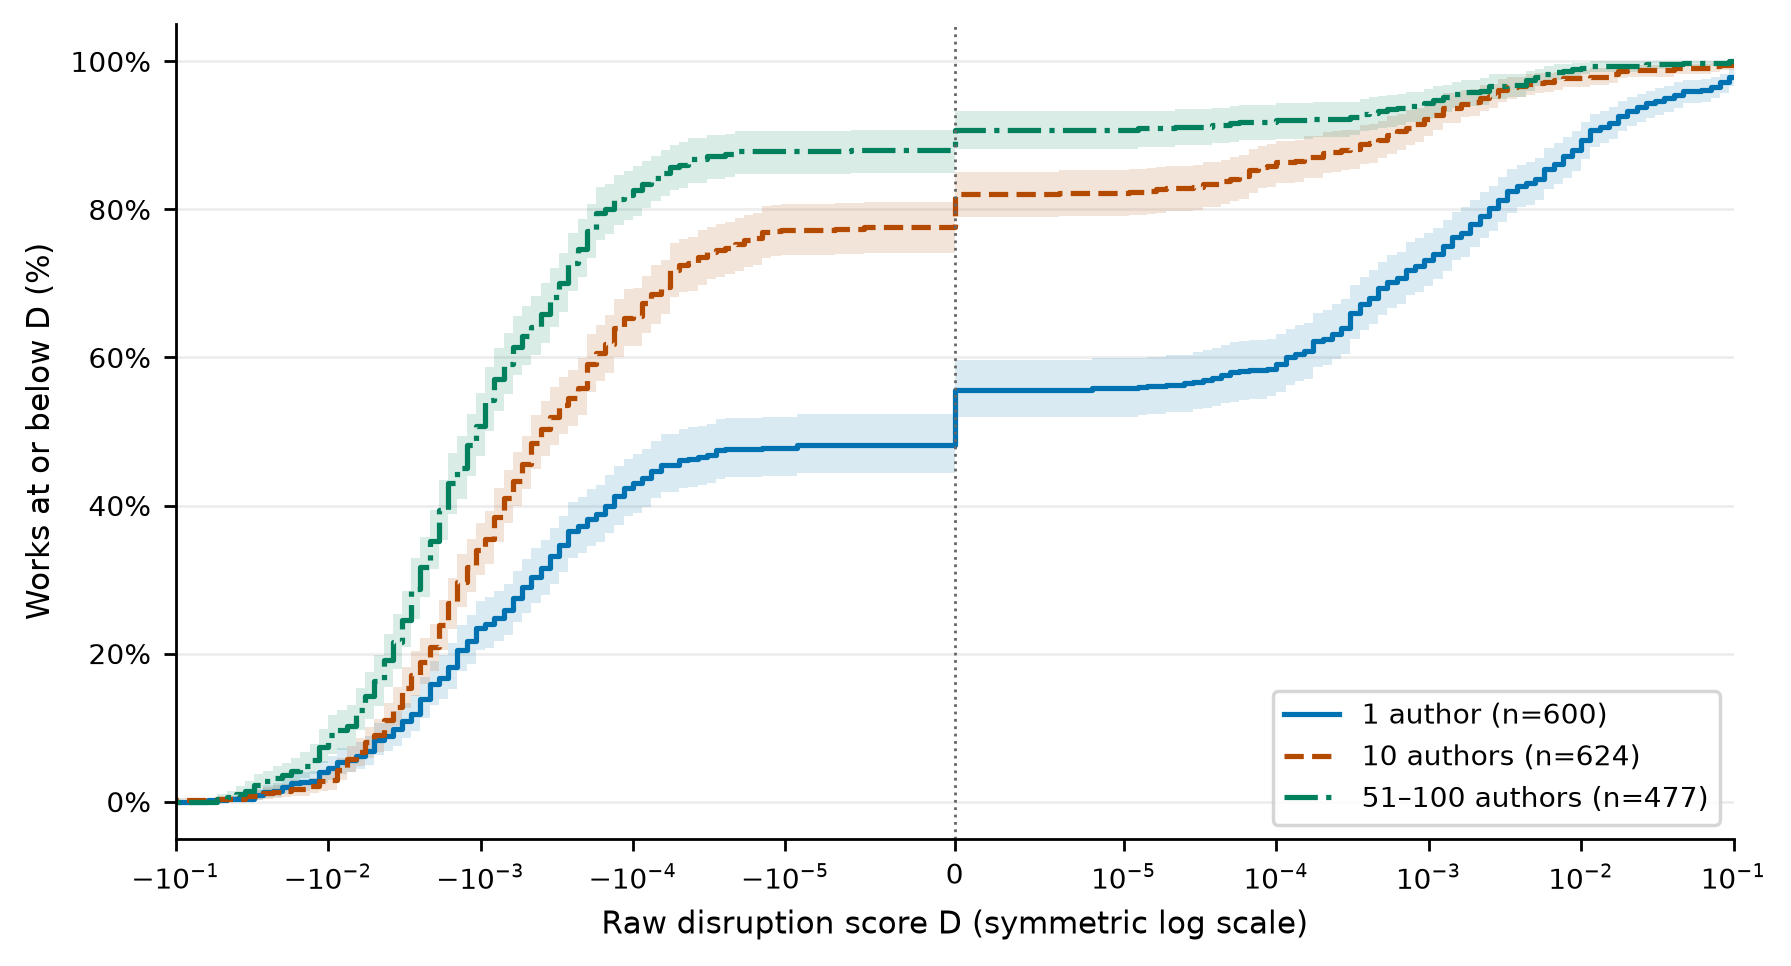 Works at or below D (%)
100%
80%
60%
40%
20%
0%
1 author (n=600)
10 authors (n=624)
51–100 authors (n=477)
−10⁻¹ −10⁻² −10⁻³ −10⁻⁴ −10⁻⁵ 0 10⁻⁵ 10⁻⁴ 10⁻³ 10⁻² 10⁻¹
Raw disruption score D (symmetric log scale)